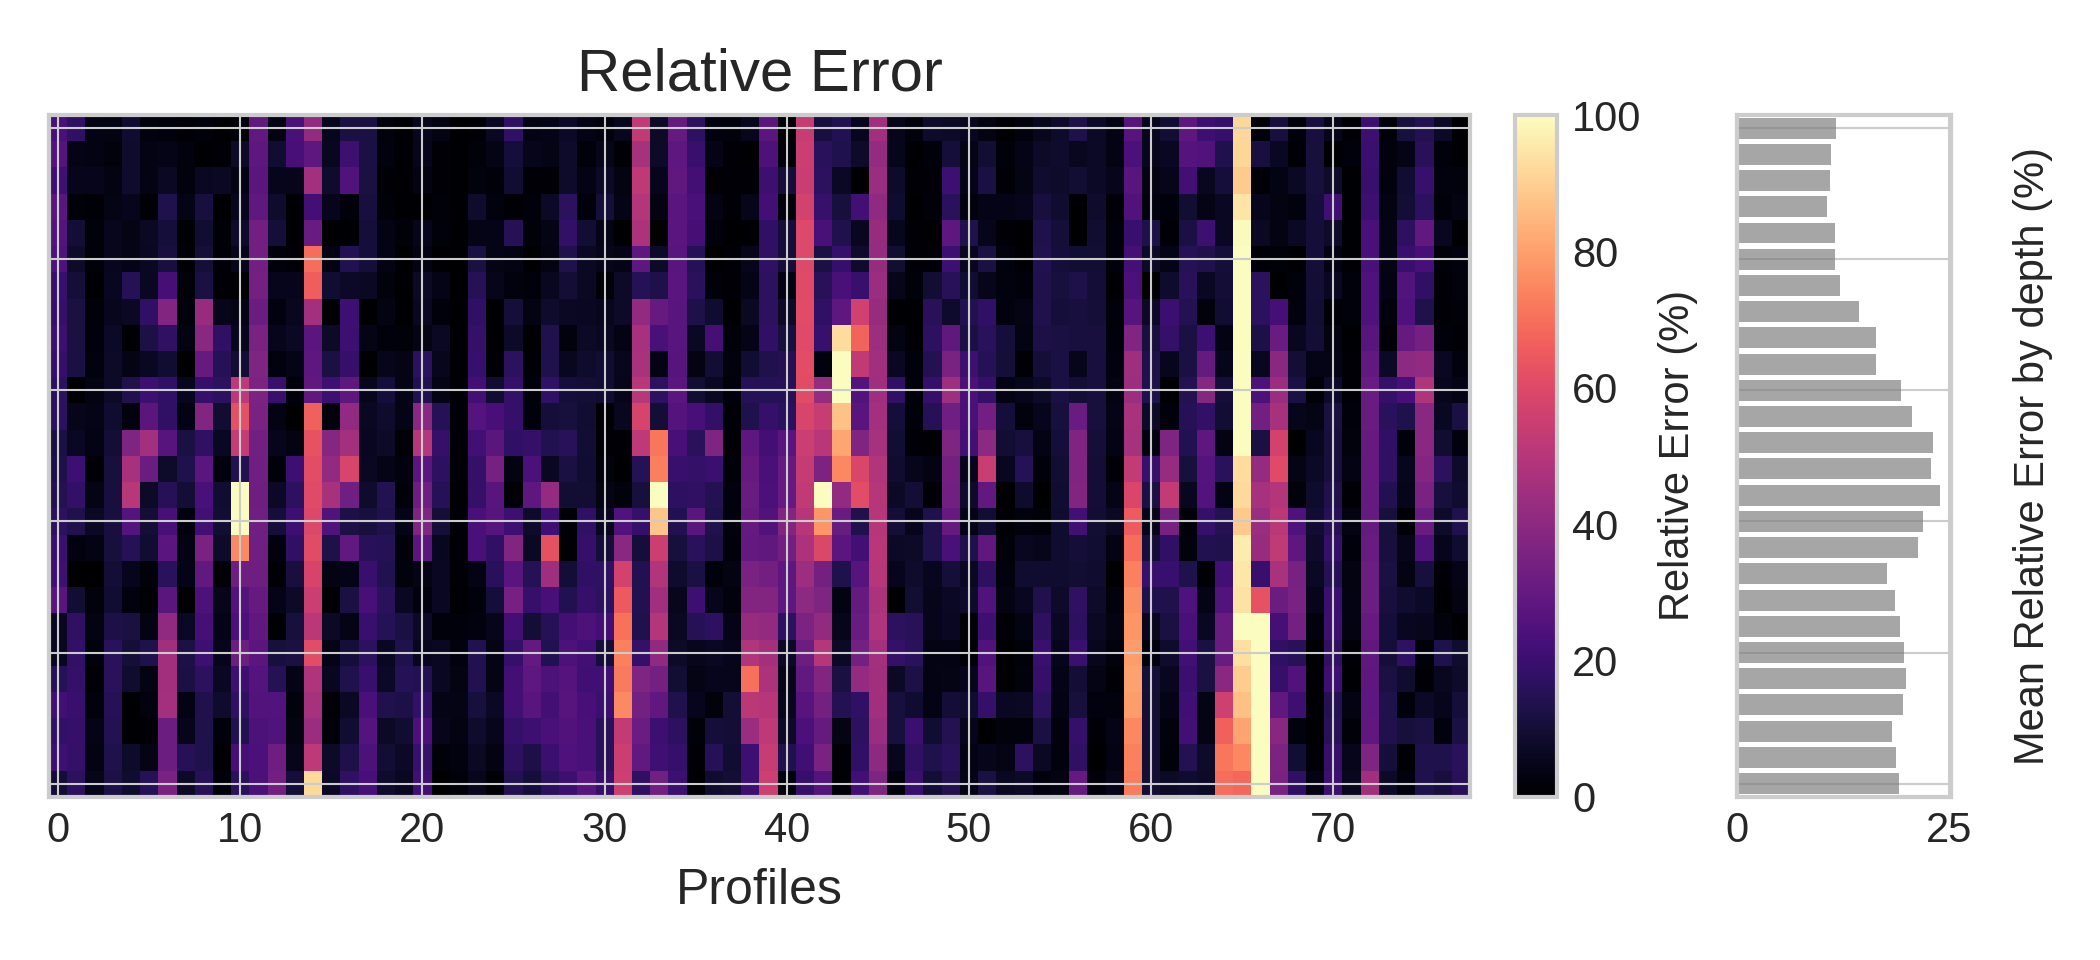 Relative Error
0 10 20 30 40 50 60 70
Profiles
100
80
60
40
20
0
Relative Error (%)
0 25
Mean Relative Error by depth (%)